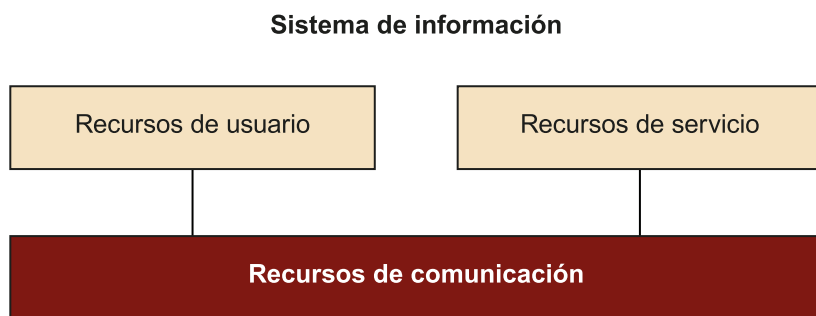 Sistema de información
Recursos de usuario
Recursos de servicio
Recursos de comunicación